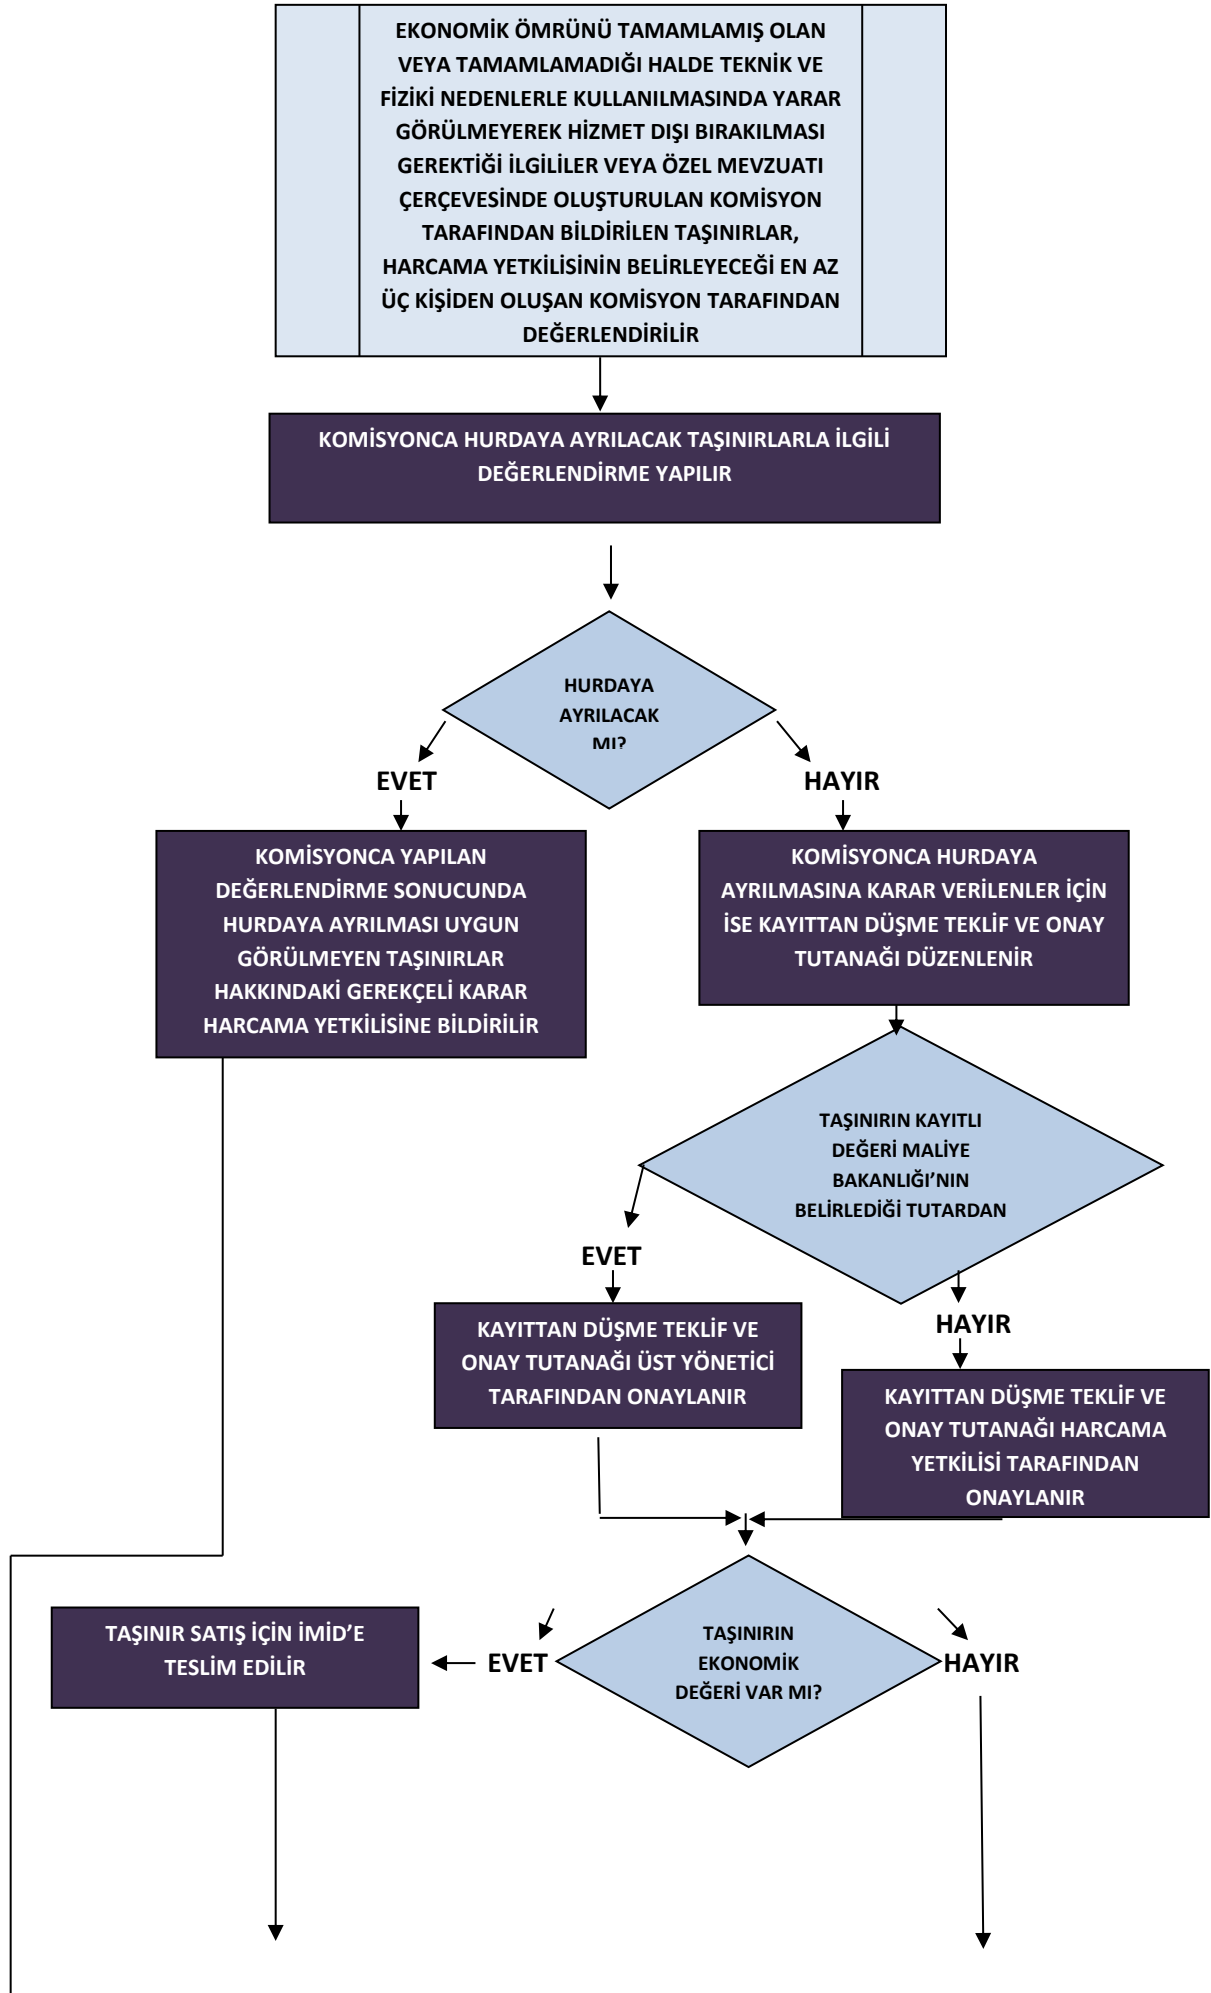 EKONOMİK ÖMRÜNÜ TAMAMLAMIŞ OLAN
VEYA TAMAMLAMADIĞI HALDE TEKNİK VE
FİZİKİ NEDENLERLE KULLANILMASINDA YARAR
GÖRÜLMEYEREK HİZMET DIŞI BIRAKILMASI
GEREKTİĞİ İLGİLİLER VEYA ÖZEL MEVZUATI
ÇERÇEVESİNDE OLUŞTURULAN KOMİSYON
TARAFINDAN BİLDİRİLEN TAŞINIRLAR,
HARCAMA YETKİLİSİNİN BELİRLEYECEĞİ EN AZ
ÜÇ KİŞİDEN OLUŞAN KOMİSYON TARAFINDAN
DEĞERLENDİRİLİR
KOMİSYONCA HURDAYA AYRILACAK TAŞINIRLARLA İLGİLİ
DEĞERLENDİRME YAPILIR
HURDAYA
AYRILACAK
MI?
EVET
HAYIR
KOMİSYONCA YAPILAN
DEĞERLENDİRME SONUCUNDA
HURDAYA AYRILMASI UYGUN
GÖRÜLMEYEN TAŞINIRLAR
HAKKINDAKİ GEREKÇELİ KARAR
HARCAMA YETKİLİSİNE BİLDİRİLİR
KOMİSYONCA HURDAYA
AYRILMASINA KARAR VERİLENLER İÇİN
İSE KAYITTAN DÜŞME TEKLİF VE ONAY
TUTANAĞI DÜZENLENİR
TAŞINIRIN KAYITLI
DEĞERİ MALİYE
BAKANLIĞI’NIN
BELİRLEDİĞİ TUTARDAN
EVET
HAYIR
KAYITTAN DÜŞME TEKLİF VE
ONAY TUTANAĞI ÜST YÖNETİCİ
TARAFINDAN ONAYLANIR
KAYITTAN DÜŞME TEKLİF VE
ONAY TUTANAĞI HARCAMA
YETKİLİSİ TARAFINDAN
ONAYLANIR
TAŞINIR SATIŞ İÇİN İMİD’E
TESLİM EDİLİR
EVET
TAŞINIRIN
EKONOMİK
DEĞERİ VAR MI?
HAYIR